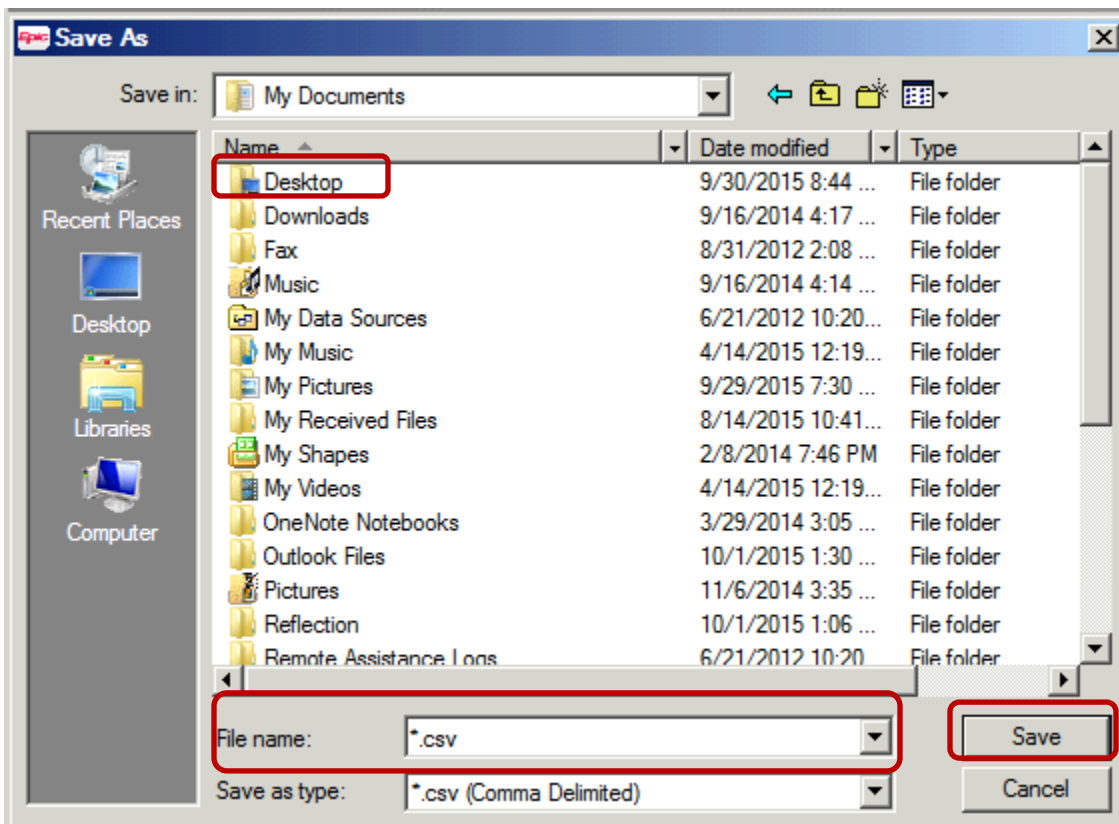 Epic Save As
Save in: My Documents
Name Date modified Type
Desktop 9/30/2015 8:44 ... File folder
Downloads 9/16/2014 4:17 ... File folder
Fax 8/31/2012 2:08 ... File folder
Music 9/16/2014 4:14 ... File folder
My Data Sources 6/21/2012 10:20... File folder
My Music 4/14/2015 12:19... File folder
My Pictures 9/29/2015 7:30 ... File folder
My Received Files 8/14/2015 10:41... File folder
My Shapes 2/8/2014 7:46 PM File folder
My Videos 4/14/2015 12:19... File folder
OneNote Notebooks 3/29/2014 3:05 ... File folder
Outlook Files 10/1/2015 1:30 ... File folder
Pictures 11/6/2014 3:35 ... File folder
Reflection 10/1/2015 1:06 ... File folder
Remote Assistance Logs 6/21/2012 10:20 File folder
Recent Places
Desktop
Libraries
Computer
File name: *.csv Save
Save as type: *.csv (Comma Delimited) Cancel